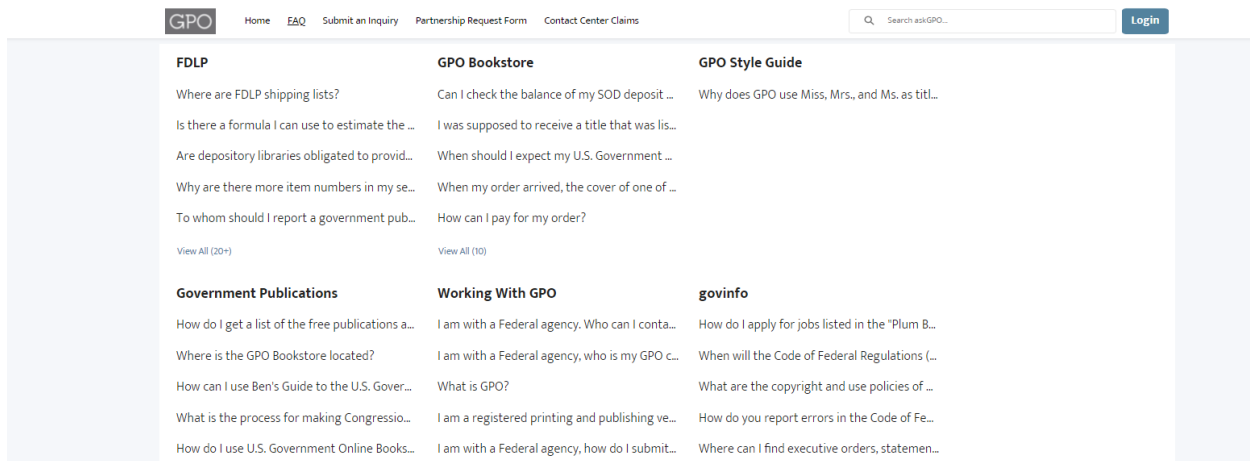 GPO Home FAQ Submit an Inquiry Partnership Request Form Contact Center Claims Search askGPO... Login
FDLP
Where are FDLP shipping lists?
Is there a formula I can use to estimate the ...
Are depository libraries obligated to provid...
Why are there more item numbers in my se...
To whom should I report a government pub...
View All (20+)
GPO Bookstore
Can I check the balance of my SOD deposit ...
I was supposed to receive a title that was lis...
When should I expect my U.S. Government ...
When my order arrived, the cover of one of ...
How can I pay for my order?
View All (10)
GPO Style Guide
Why does GPO use Miss, Mrs., and Ms. as titl...
Government Publications
How do I get a list of the free publications a...
Where is the GPO Bookstore located?
How can I use Ben's Guide to the U.S. Gover...
What is the process for making Congressio...
How do I use U.S. Government Online Books...
Working With GPO
I am with a Federal agency. Who can I conta...
I am with a Federal agency, who is my GPO c...
What is GPO?
I am a registered printing and publishing ve...
I am with a Federal agency, how do I submit...
govinfo
How do I apply for jobs listed in the "Plum B...
When will the Code of Federal Regulations (...
What are the copyright and use policies of ...
How do you report errors in the Code of Fe...
Where can I find executive orders, statemen...